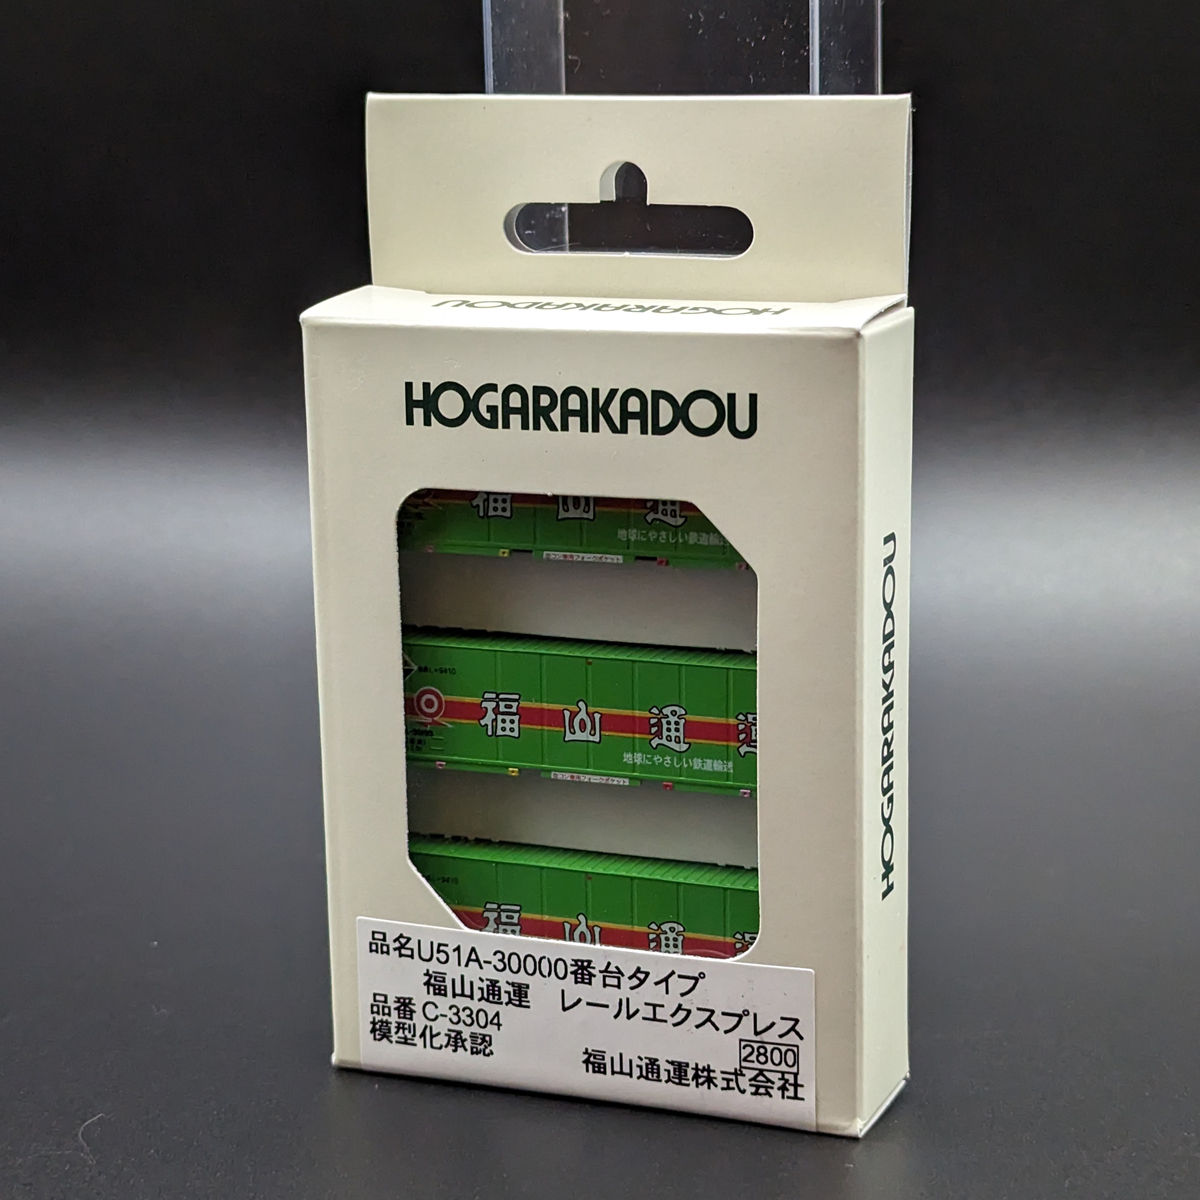 HOGARAKADOU
HOGARAKADOU
福山通
地球にやさしい鉄道輸送
福山通運
地球にやさしい鉄道輸送
福山通運
品名U51A-30000番台タイプ
福山通運 レールエクスプレス
品番 C-3304
2800
模型化承認
福山通運株式会社
HOGARAKADOU